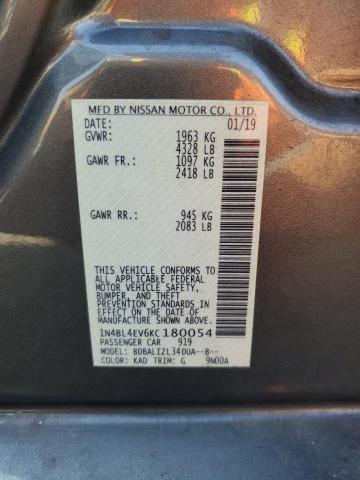 MFD BY NISSAN MOTOR CO., LTD.
DATE: 01/19
GVWR: 1963 KG
4328 LB
GAWR FR.: 1097 KG
2418 LB
GAWR RR.: 945 KG
2083 LB
THIS VEHICLE CONFORMS TO
ALL APPLICABLE FEDERAL
MOTOR VEHICLE SAFETY,
BUMPER, AND THEFT
PREVENTION STANDARDS
IN EFFECT ON THE DATE OF
MANUFACTURE SHOWN ABOVE.
1N4BL4EV6KC180054
PASSENGER CAR 919
MODEL: BDBALIZL34DUA--B--
COLOR: KAD TRIM: G 9N00A